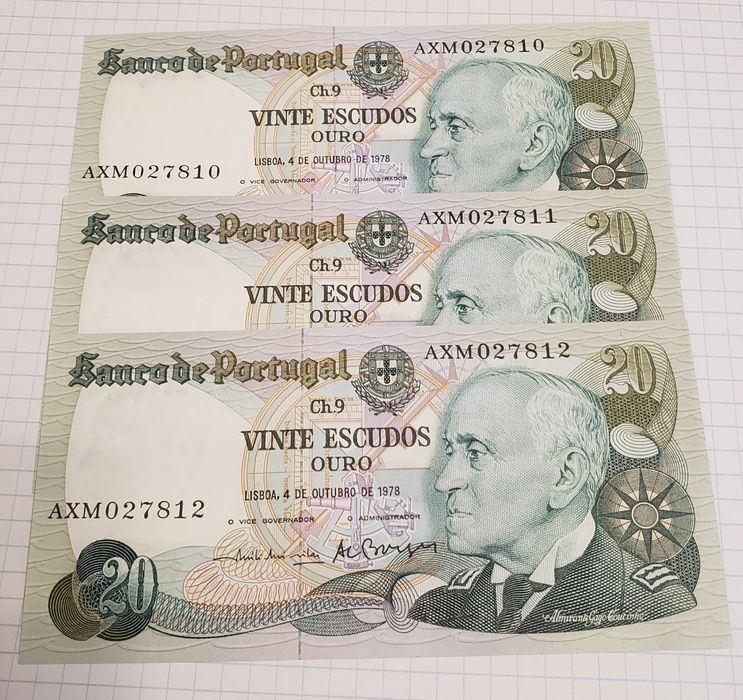 Banco de Portugal AXM027810 20
Ch.9
VINTE ESCUDOS
OURO
LISBOA, 4 DE OUTUBRO DE 1978
AXM027810
O VICE GOVERNADOR O ADMINISTRADOR
Banco de Portugal AXM027811 20
Ch.9
VINTE ESCUDOS
OURO
Banco de Portugal AXM027812 20
Ch.9
VINTE ESCUDOS
OURO
LISBOA, 4 DE OUTUBRO DE 1978
AXM027812
O VICE GOVERNADOR O ADMINISTRADOR
20
Almirante Gago Coutinho